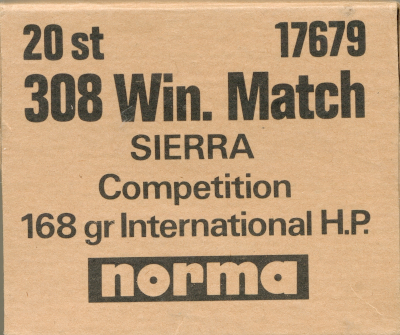 20 st 17679
308 Win. Match
SIERRA
Competition
168 gr International H.P.
norma